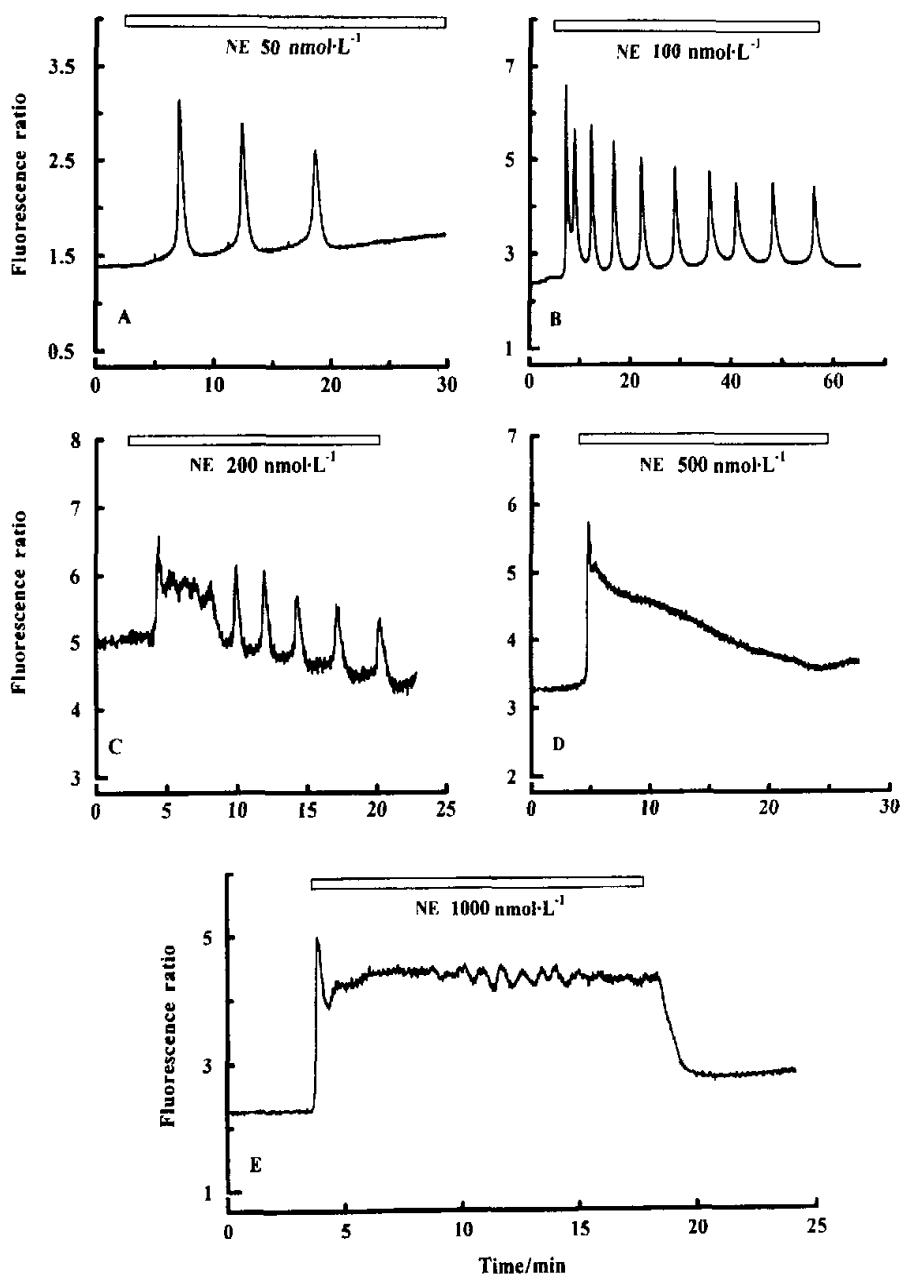 NE 50 nmol·L⁻¹
Fluorescence ratio
3.5
2.5
1.5
0.5
A
0 10 20 30
NE 100 nmol·L⁻¹
7
5
3
1
B
0 20 40 60
NE 200 nmol·L⁻¹
Fluorescence ratio
8
7
6
5
4
3
C
0 5 10 15 20 25
NE 500 nmol·L⁻¹
7
6
5
4
3
2
D
0 10 20 30
NE 1000 nmol·L⁻¹
Fluorescence ratio
5
3
1
E
0 5 10 15 20 25
Time/min